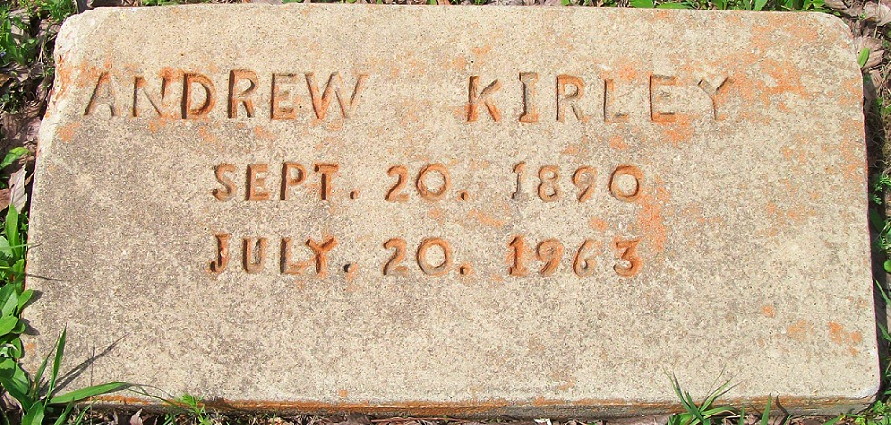 ANDREW KIRLEY
SEPT. 20. 1890
JULY. 20. 1963